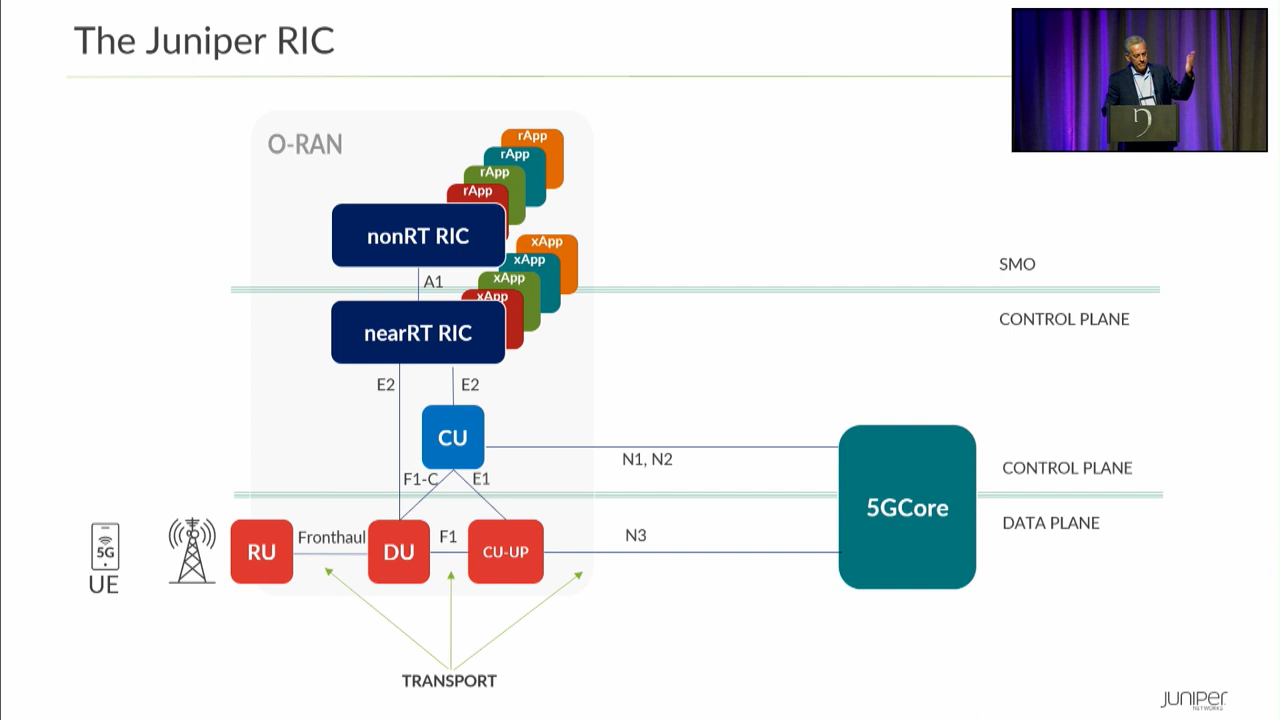 The Juniper RIC
O-RAN
rApp
rApp
rApp
rApp
nonRT RIC
xApp
xApp
xApp
xApp
A1
SMO
nearRT RIC
CONTROL PLANE
E2
E2
CU
N1, N2
F1-C
E1
CONTROL PLANE
5GCore
DATA PLANE
5G
UE
RU
Fronthaul
DU
F1
CU-UP
N3
TRANSPORT
JUNIPER
NETWORKS